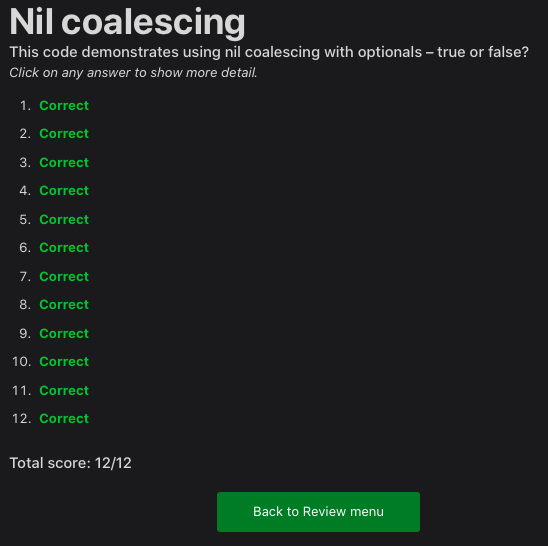 Nil coalescing
This code demonstrates using nil coalescing with optionals – true or false?
Click on any answer to show more detail.
1. Correct
2. Correct
3. Correct
4. Correct
5. Correct
6. Correct
7. Correct
8. Correct
9. Correct
10. Correct
11. Correct
12. Correct
Total score: 12/12
Back to Review menu